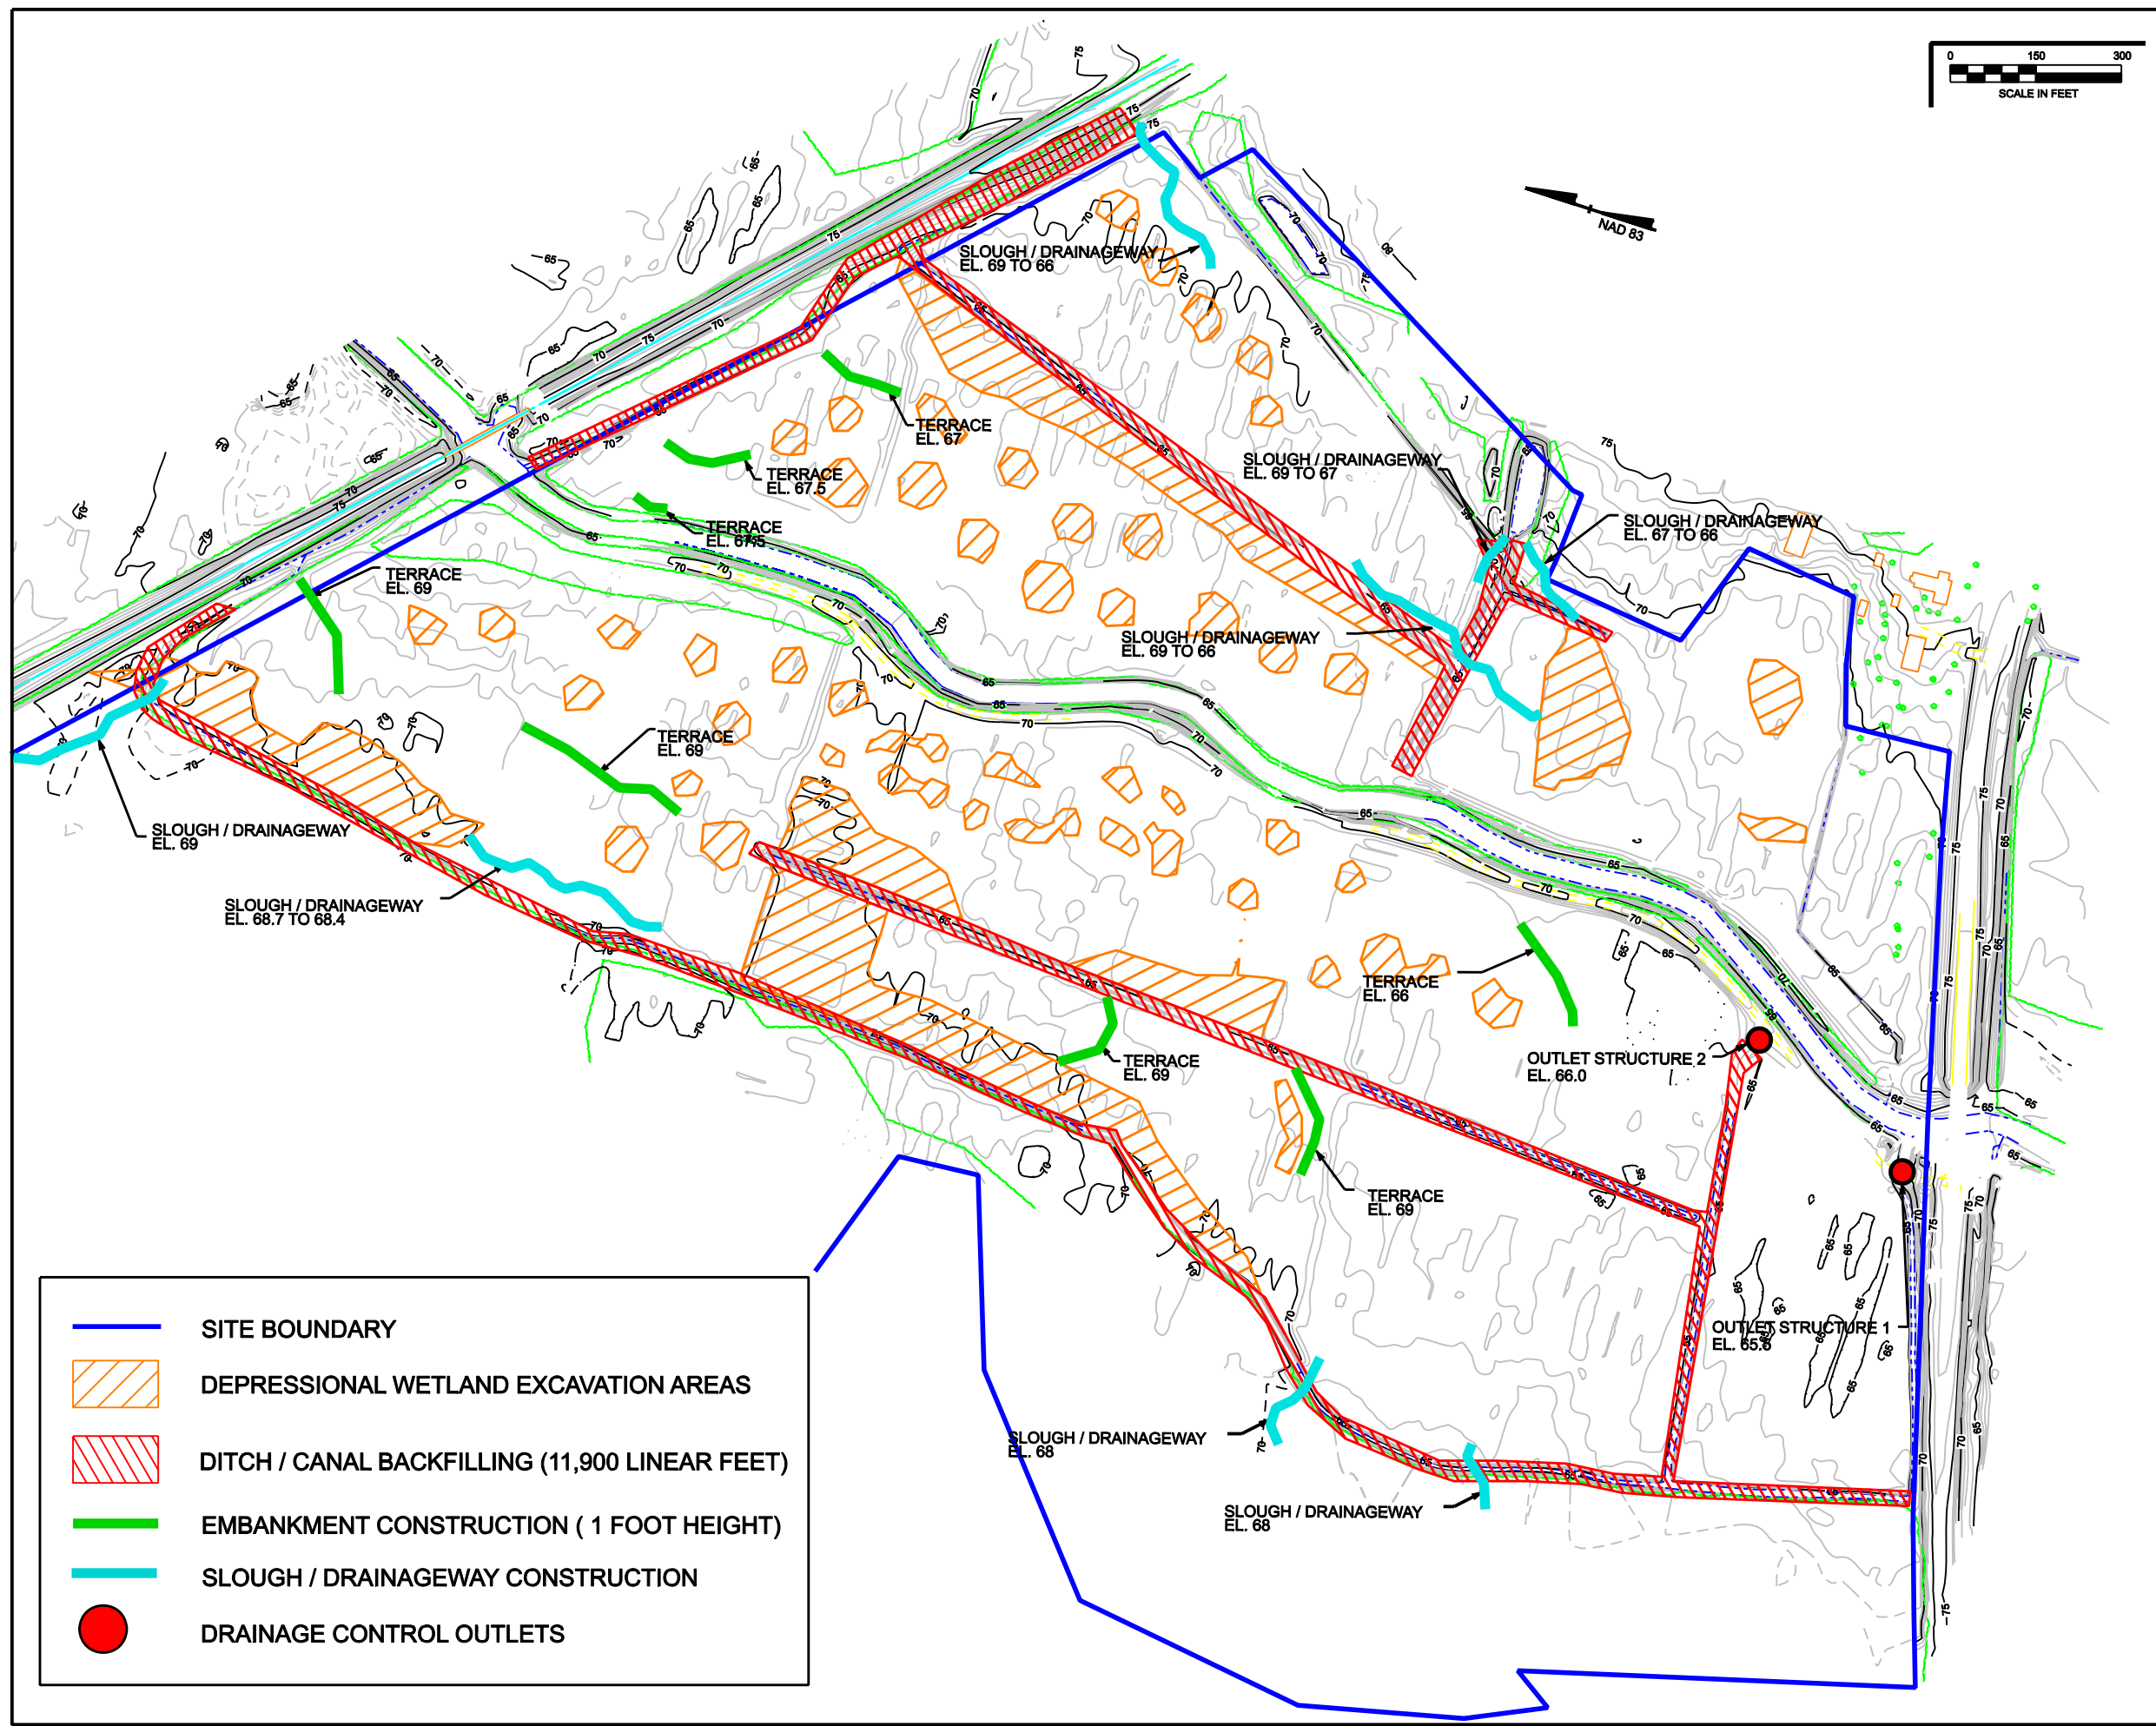 0 150 300
SCALE IN FEET
NAD 83
SLOUGH / DRAINAGEWAY
EL. 69 TO 66
TERRACE
EL. 67
TERRACE
EL. 67.5
TERRACE
EL. 67.5
SLOUGH / DRAINAGEWAY
EL. 69 TO 67
SLOUGH / DRAINAGEWAY
EL. 67 TO 66
TERRACE
EL. 69
SLOUGH / DRAINAGEWAY
EL. 69 TO 66
TERRACE
EL. 69
SLOUGH / DRAINAGEWAY
EL. 69
SLOUGH / DRAINAGEWAY
EL. 68.7 TO 68.4
TERRACE
EL. 66
TERRACE
EL. 69
OUTLET STRUCTURE 2
EL. 66.0
TERRACE
EL. 69
OUTLET STRUCTURE 1
EL. 65.5
SLOUGH / DRAINAGEWAY
EL. 68
SLOUGH / DRAINAGEWAY
EL. 68
SITE BOUNDARY
DEPRESSIONAL WETLAND EXCAVATION AREAS
DITCH / CANAL BACKFILLING (11,900 LINEAR FEET)
EMBANKMENT CONSTRUCTION ( 1 FOOT HEIGHT)
SLOUGH / DRAINAGEWAY CONSTRUCTION
DRAINAGE CONTROL OUTLETS
75
70
65
80